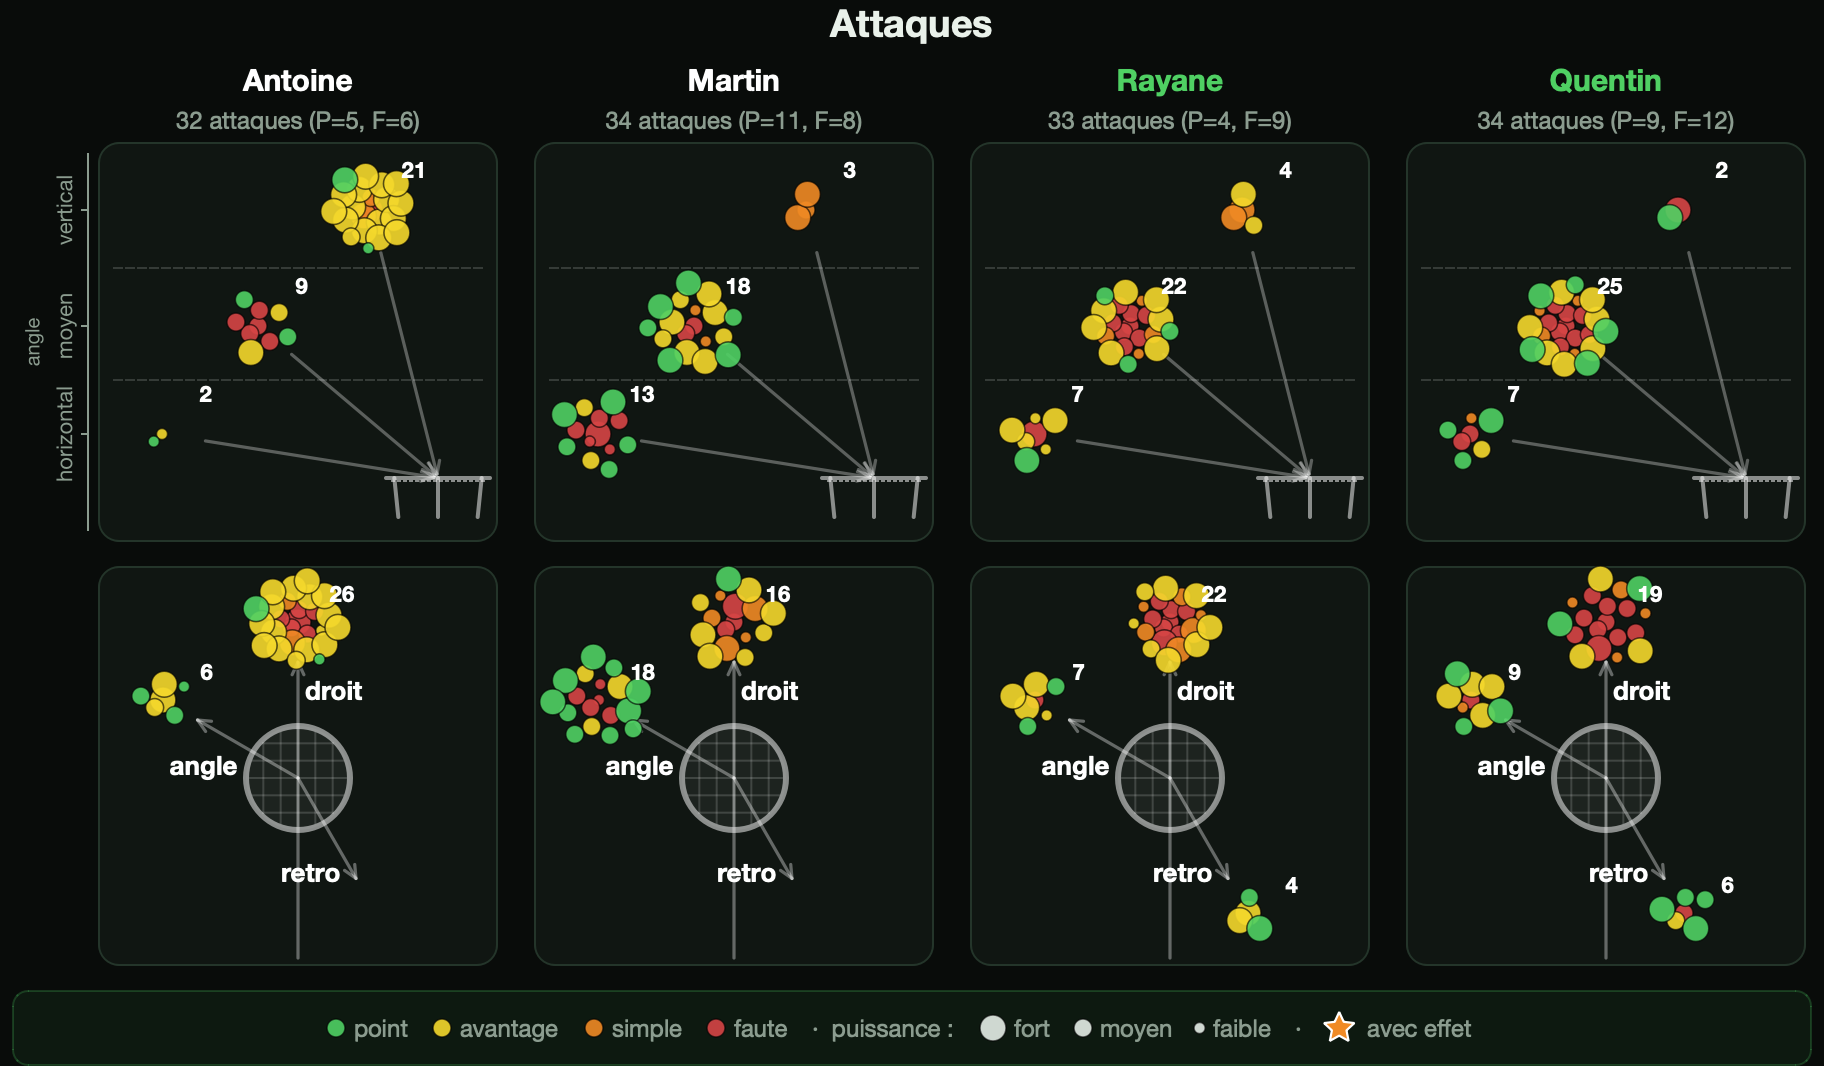 Attaques
Antoine
32 attaques (P=5, F=6)
Martin
34 attaques (P=11, F=8)
Rayane
33 attaques (P=4, F=9)
Quentin
34 attaques (P=9, F=12)
angle
vertical
moyen
horizontal
21
9
2
3
18
13
4
22
7
2
25
7
26
6
droit
angle
retro
16
18
droit
angle
retro
22
7
droit
angle
retro
4
19
9
droit
angle
retro
6
point avantage simple faute · puissance : fort moyen faible · avec effet